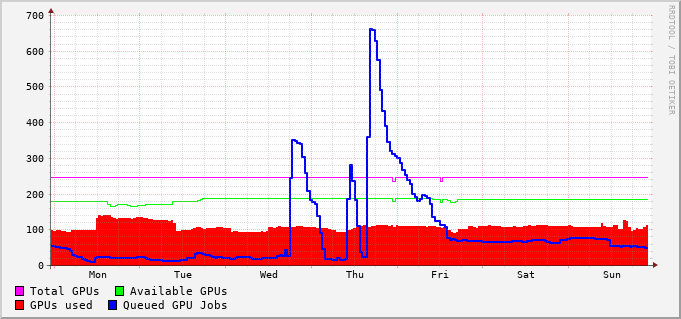 700
600
500
400
300
200
100
0
Mon Tue Wed Thu Fri Sat Sun
Total GPUs Available GPUs
GPUs used Queued GPU Jobs
RRDTOOL / TOBI OETIKER